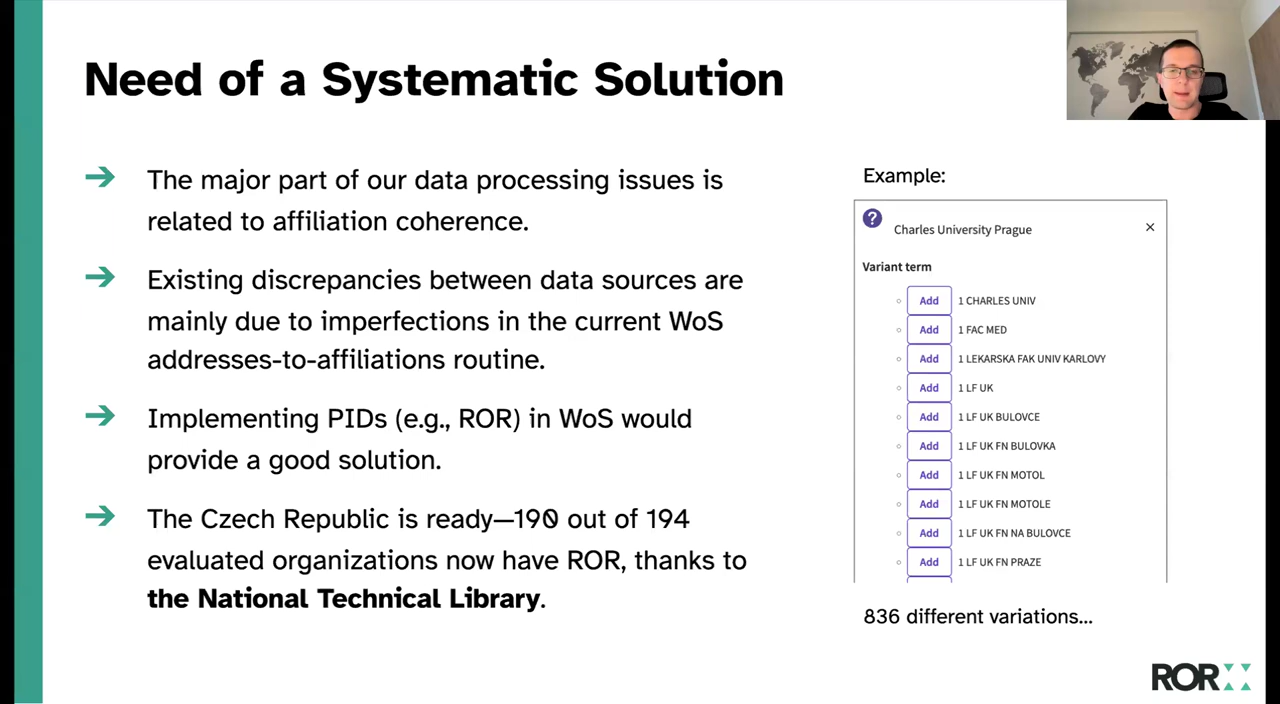 Need of a Systematic Solution
➔ The major part of our data processing issues is
related to affiliation coherence.
➔ Existing discrepancies between data sources are
mainly due to imperfections in the current WoS
addresses-to-affiliations routine.
➔ Implementing PIDs (e.g., ROR) in WoS would
provide a good solution.
➔ The Czech Republic is ready—190 out of 194
evaluated organizations now have ROR, thanks to
the National Technical Library.
Example:
? Charles University Prague ×
Variant term
Add 1 CHARLES UNIV
Add 1 FAC MED
Add 1 LEKARSKA FAK UNIV KARLOVY
Add 1 LF UK
Add 1 LF UK BULOVCE
Add 1 LF UK FN BULOVKA
Add 1 LF UK FN MOTOL
Add 1 LF UK FN MOTOLE
Add 1 LF UK FN NA BULOVCE
Add 1 LF UK FN PRAZE
836 different variations...
ROR